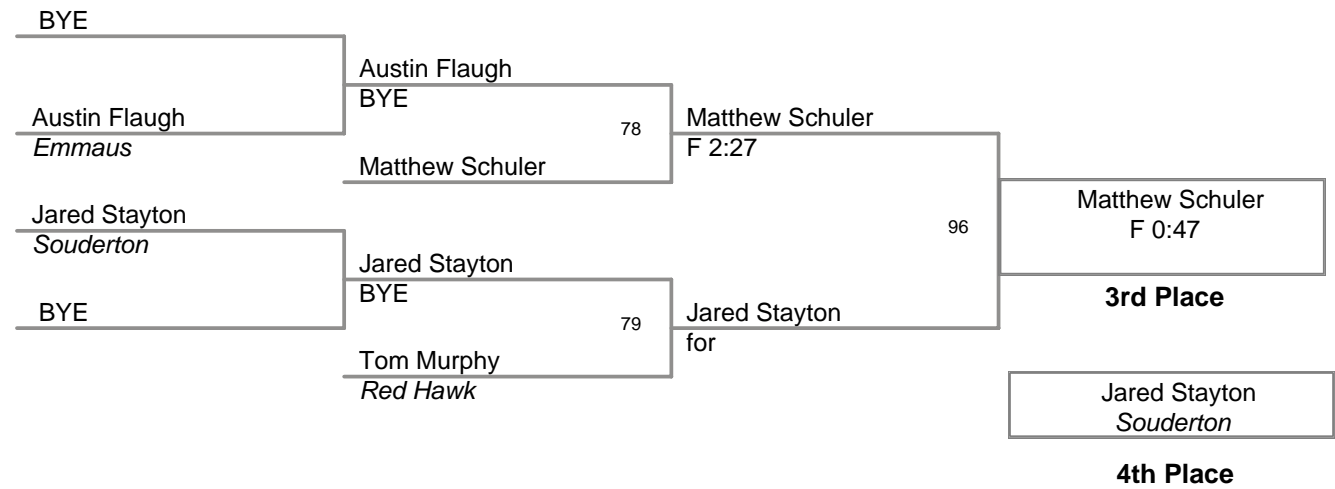 BYE
Austin Flaugh
BYE
Austin Flaugh
Emmaus
78
Matthew Schuler
F 2:27
Matthew Schuler
Jared Stayton
Souderton
Matthew Schuler
F 0:47
96
Jared Stayton
BYE
3rd Place
BYE
79
Jared Stayton
for
Tom Murphy
Red Hawk
Jared Stayton
Souderton
4th Place